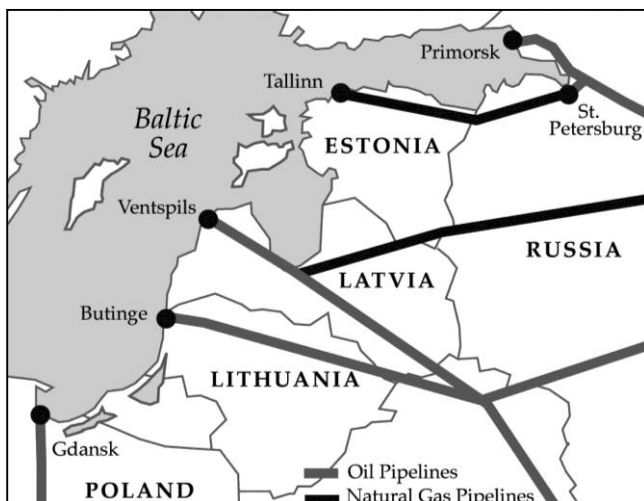 Primorsk
Tallinn
St.
Petersburg
Baltic
Sea
ESTONIA
Ventspils
RUSSIA
LATVIA
Butinge
LITHUANIA
Gdansk
Oil Pipelines
POLAND
Natural Gas Pipelines